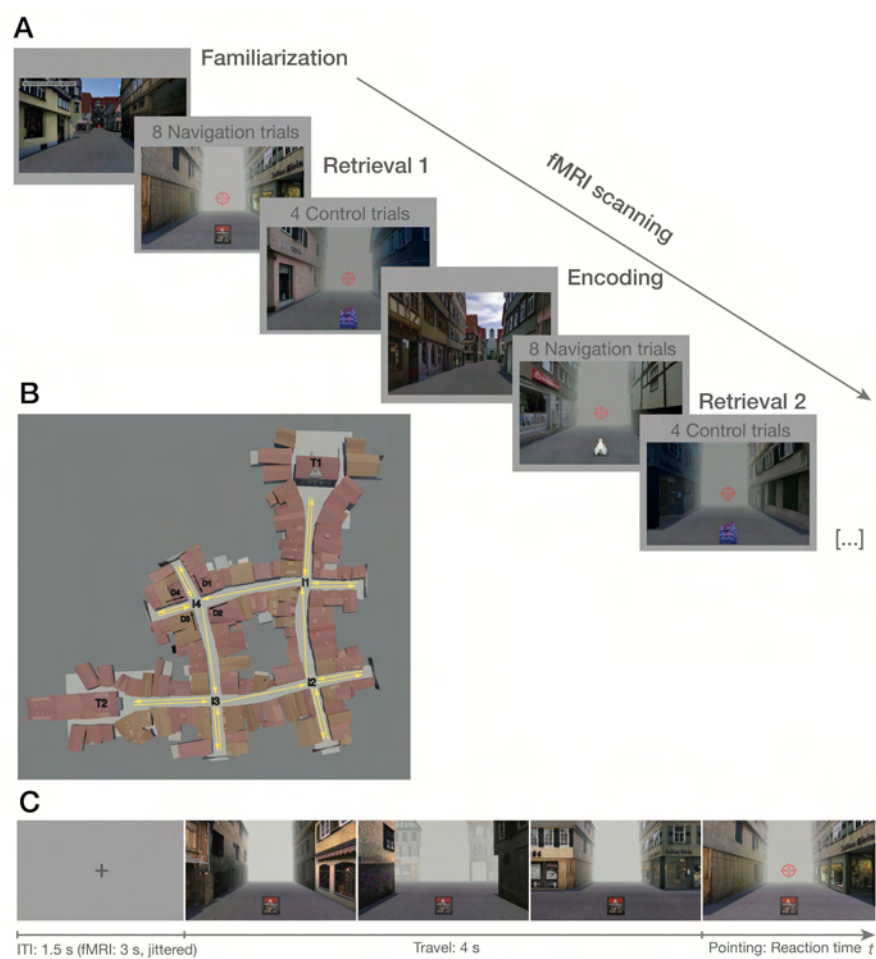 A
Familiarization
8 Navigation trials
Retrieval 1
4 Control trials
fMRI scanning
Encoding
8 Navigation trials
Retrieval 2
4 Control trials
[...]
B
T1
D1
D4
I4
I1
D2
D3
I2
T2
I3
C
ITI: 1.5 s (fMRI: 3 s, jittered)
Travel: 4 s
Pointing: Reaction time
t